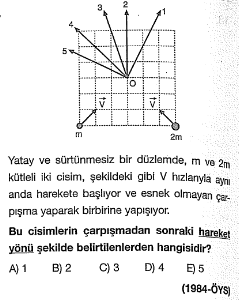 3 2 1
4
5
O
V V
m 2m
Yatay ve sürtünmesiz bir düzlemde, m ve 2m
kütleli iki cisim, şekildeki gibi V hızlarıyla aynı
anda harekete başlıyor ve esnek olmayan çar-
pışma yaparak birbirine yapışıyor.
Bu cisimlerin çarpışmadan sonraki hareket
yönü şekilde belirtilenlerden hangisidir?
A) 1 B) 2 C) 3 D) 4 E) 5
(1984-ÖYS)